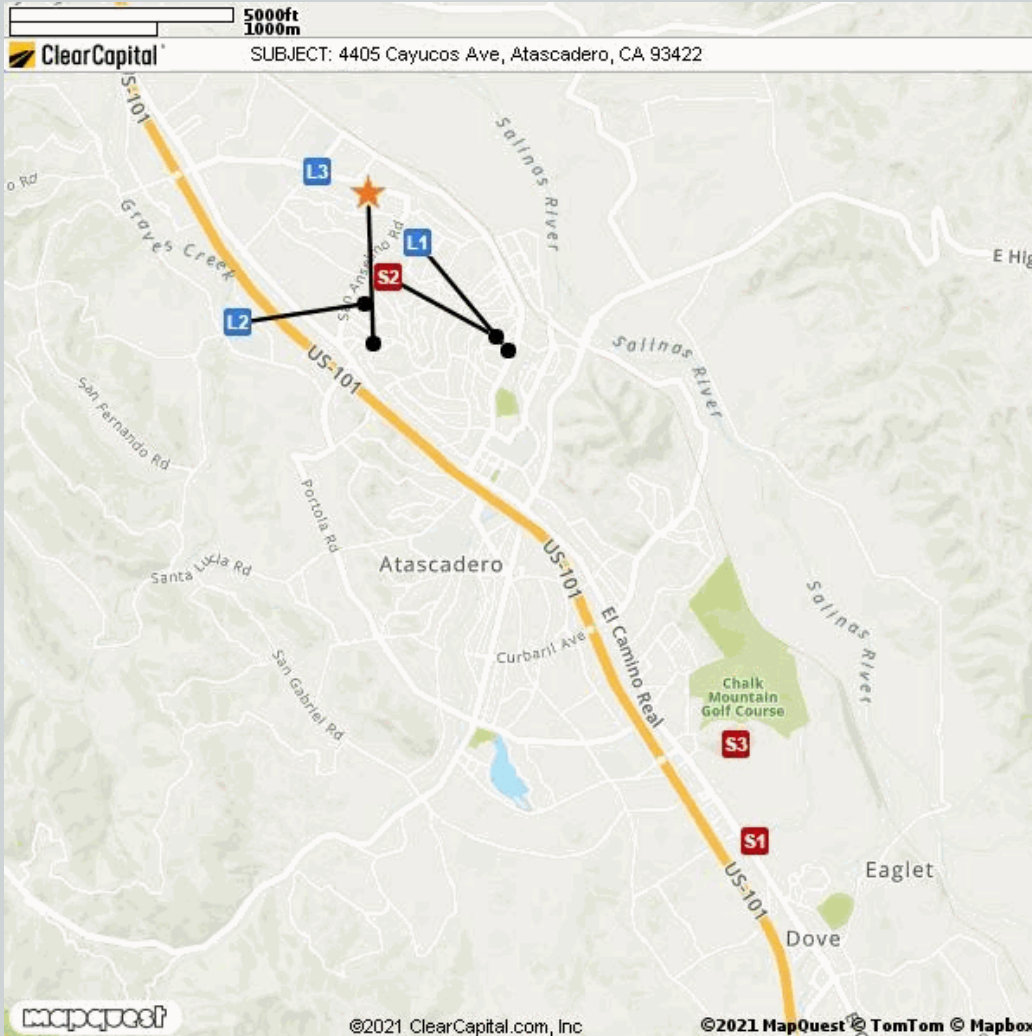 5000ft
1000m
ClearCapital
SUBJECT: 4405 Cayucos Ave, Atascadero, CA 93422
US-101
Salinas River
L3
o Rd
Graves Creek
San Anselmo Rd
L1
E Hig
S2
L2
US-101
Salinas River
San Fernando Rd
Portola Rd
Atascadero
US-101
Santa Lucia Rd
Salinas River
El Camino Real
Curbaril Ave
San Gabriel Rd
Chalk
Mountain
Golf Course
S3
S1
US-101
Eaglet
Dove
mapquest
©2021 ClearCapital.com, Inc
©2021 MapQuest © TomTom © Mapbox